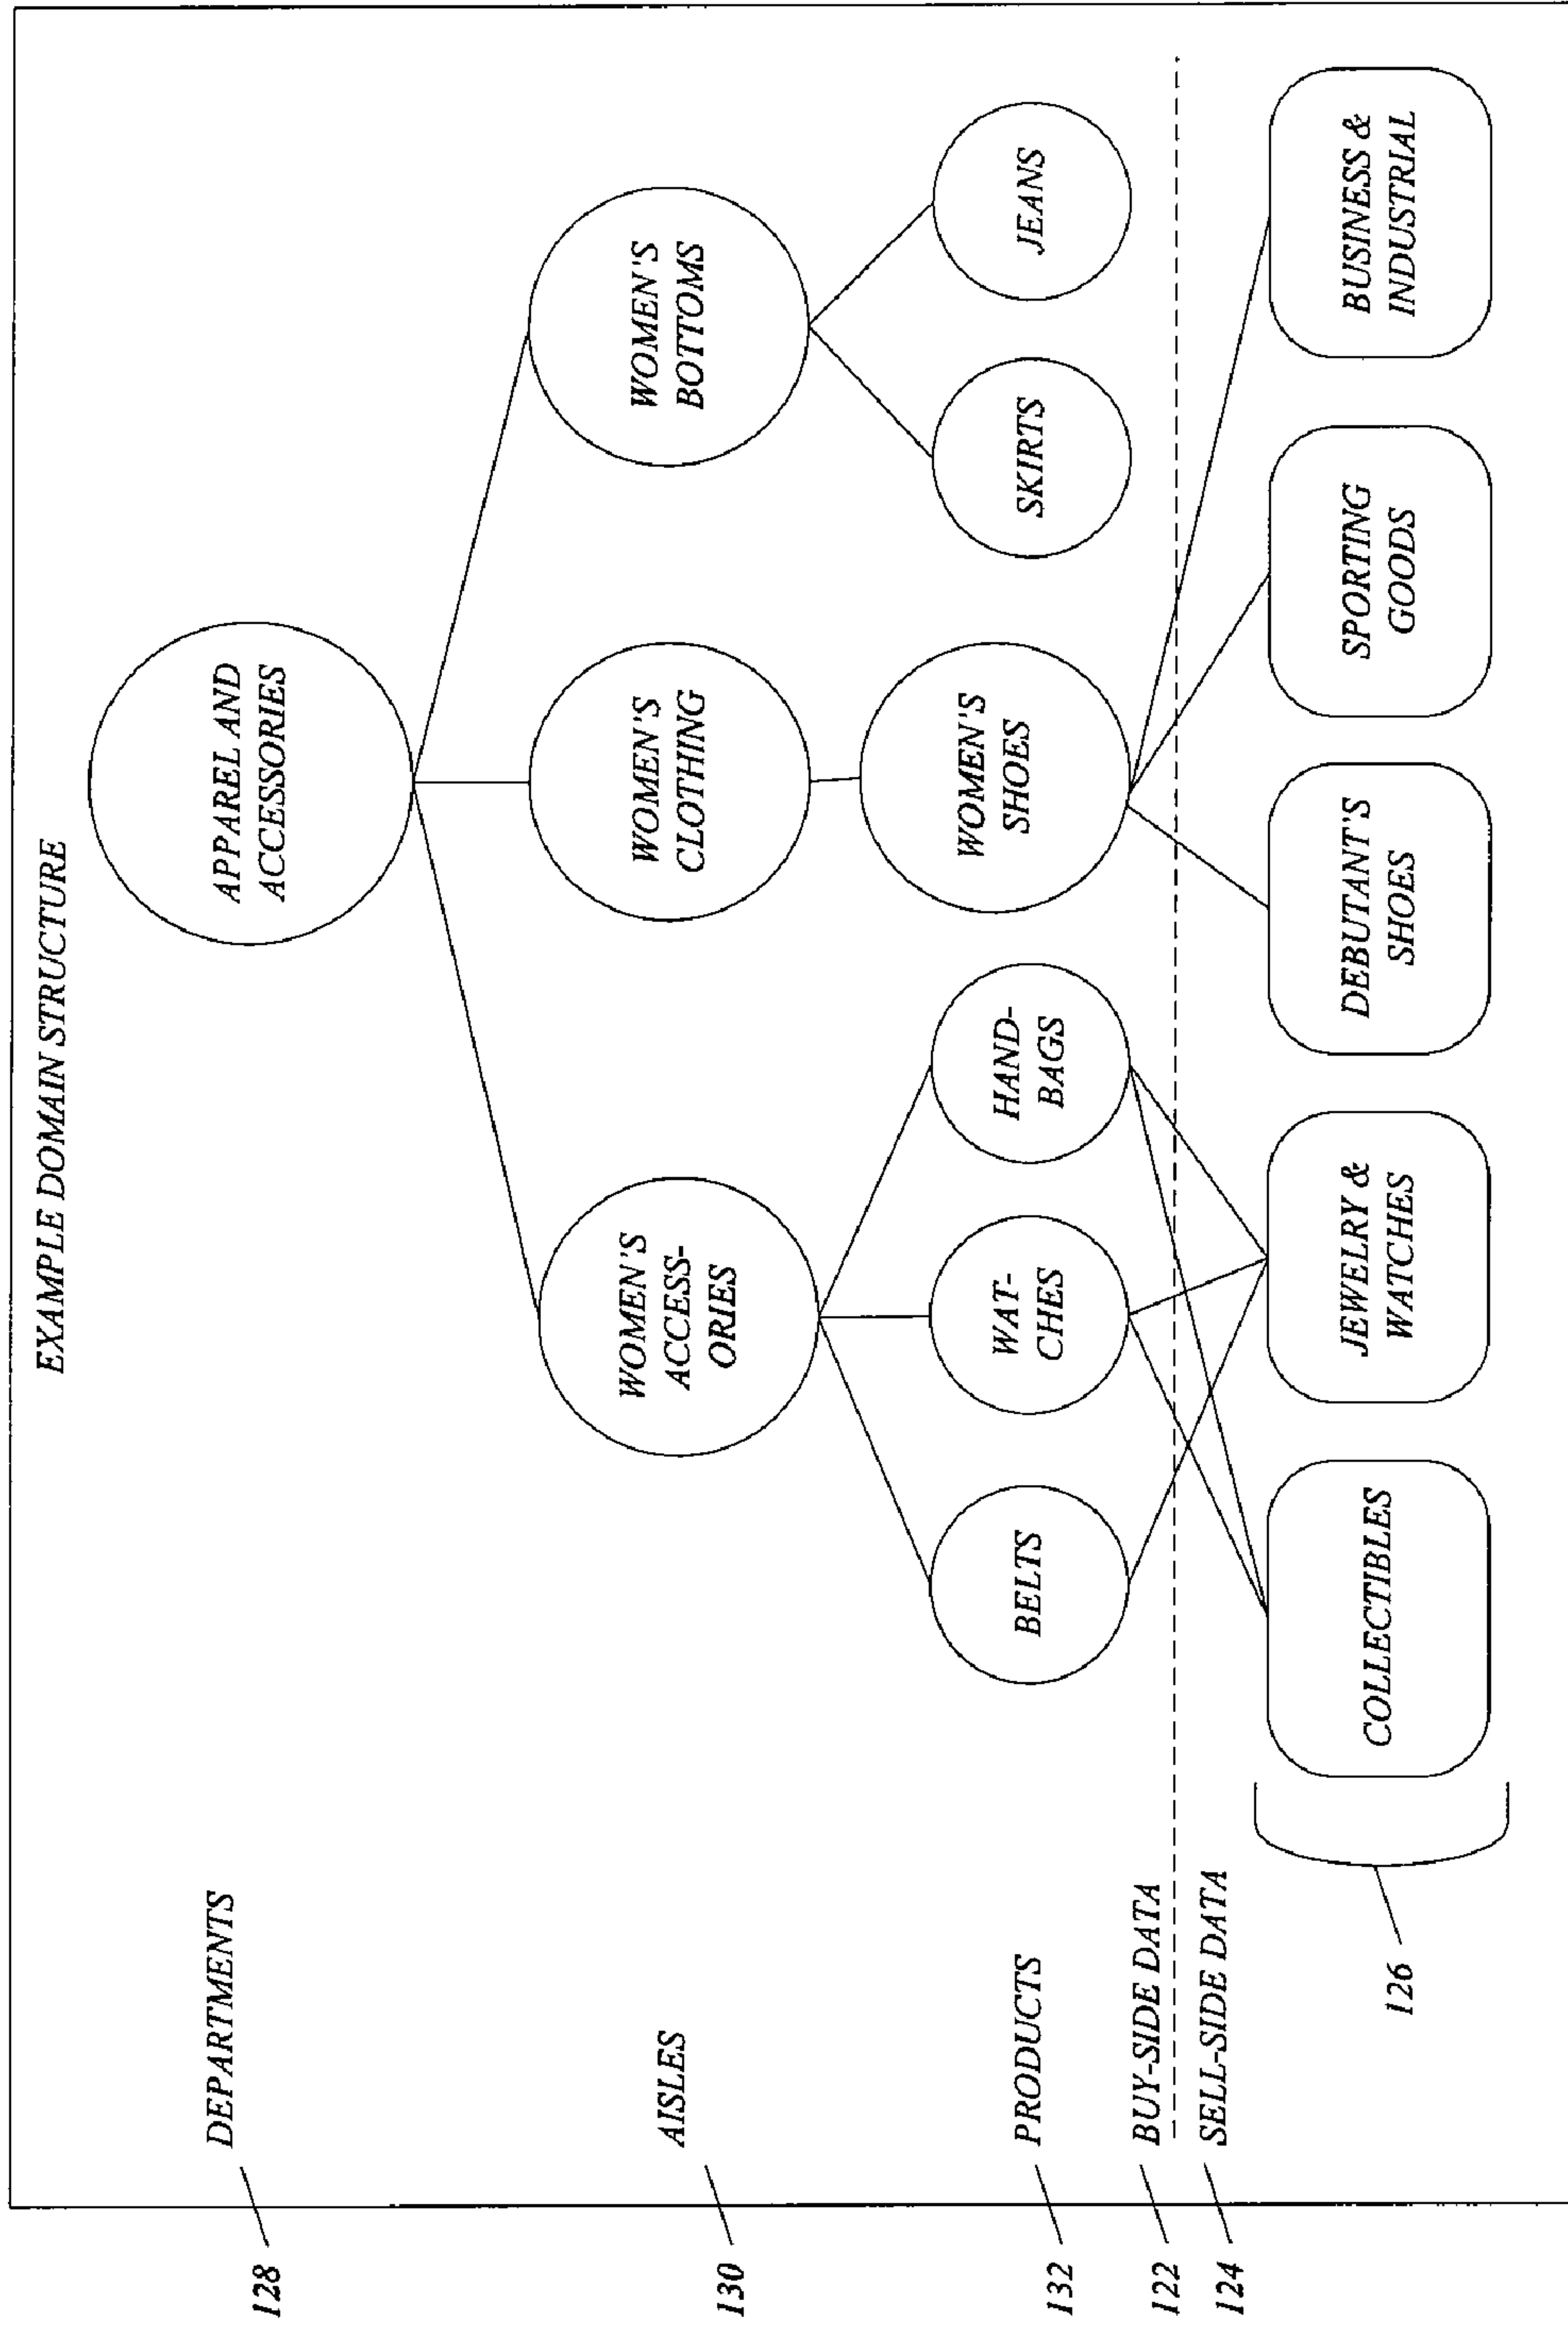 EXAMPLE DOMAIN STRUCTURE
128
DEPARTMENTS
APPAREL AND
ACCESSORIES
130
AISLES
WOMEN'S
ACCESS-
ORIES
WOMEN'S
CLOTHING
WOMEN'S
BOTTOMS
132
PRODUCTS
BELTS
WAT-
CHES
HAND-
BAGS
WOMEN'S
SHOES
SKIRTS
JEANS
122
BUY-SIDE DATA
124
SELL-SIDE DATA
126
COLLECTIBLES
JEWELRY &
WATCHES
DEBUTANT'S
SHOES
SPORTING
GOODS
BUSINESS &
INDUSTRIAL